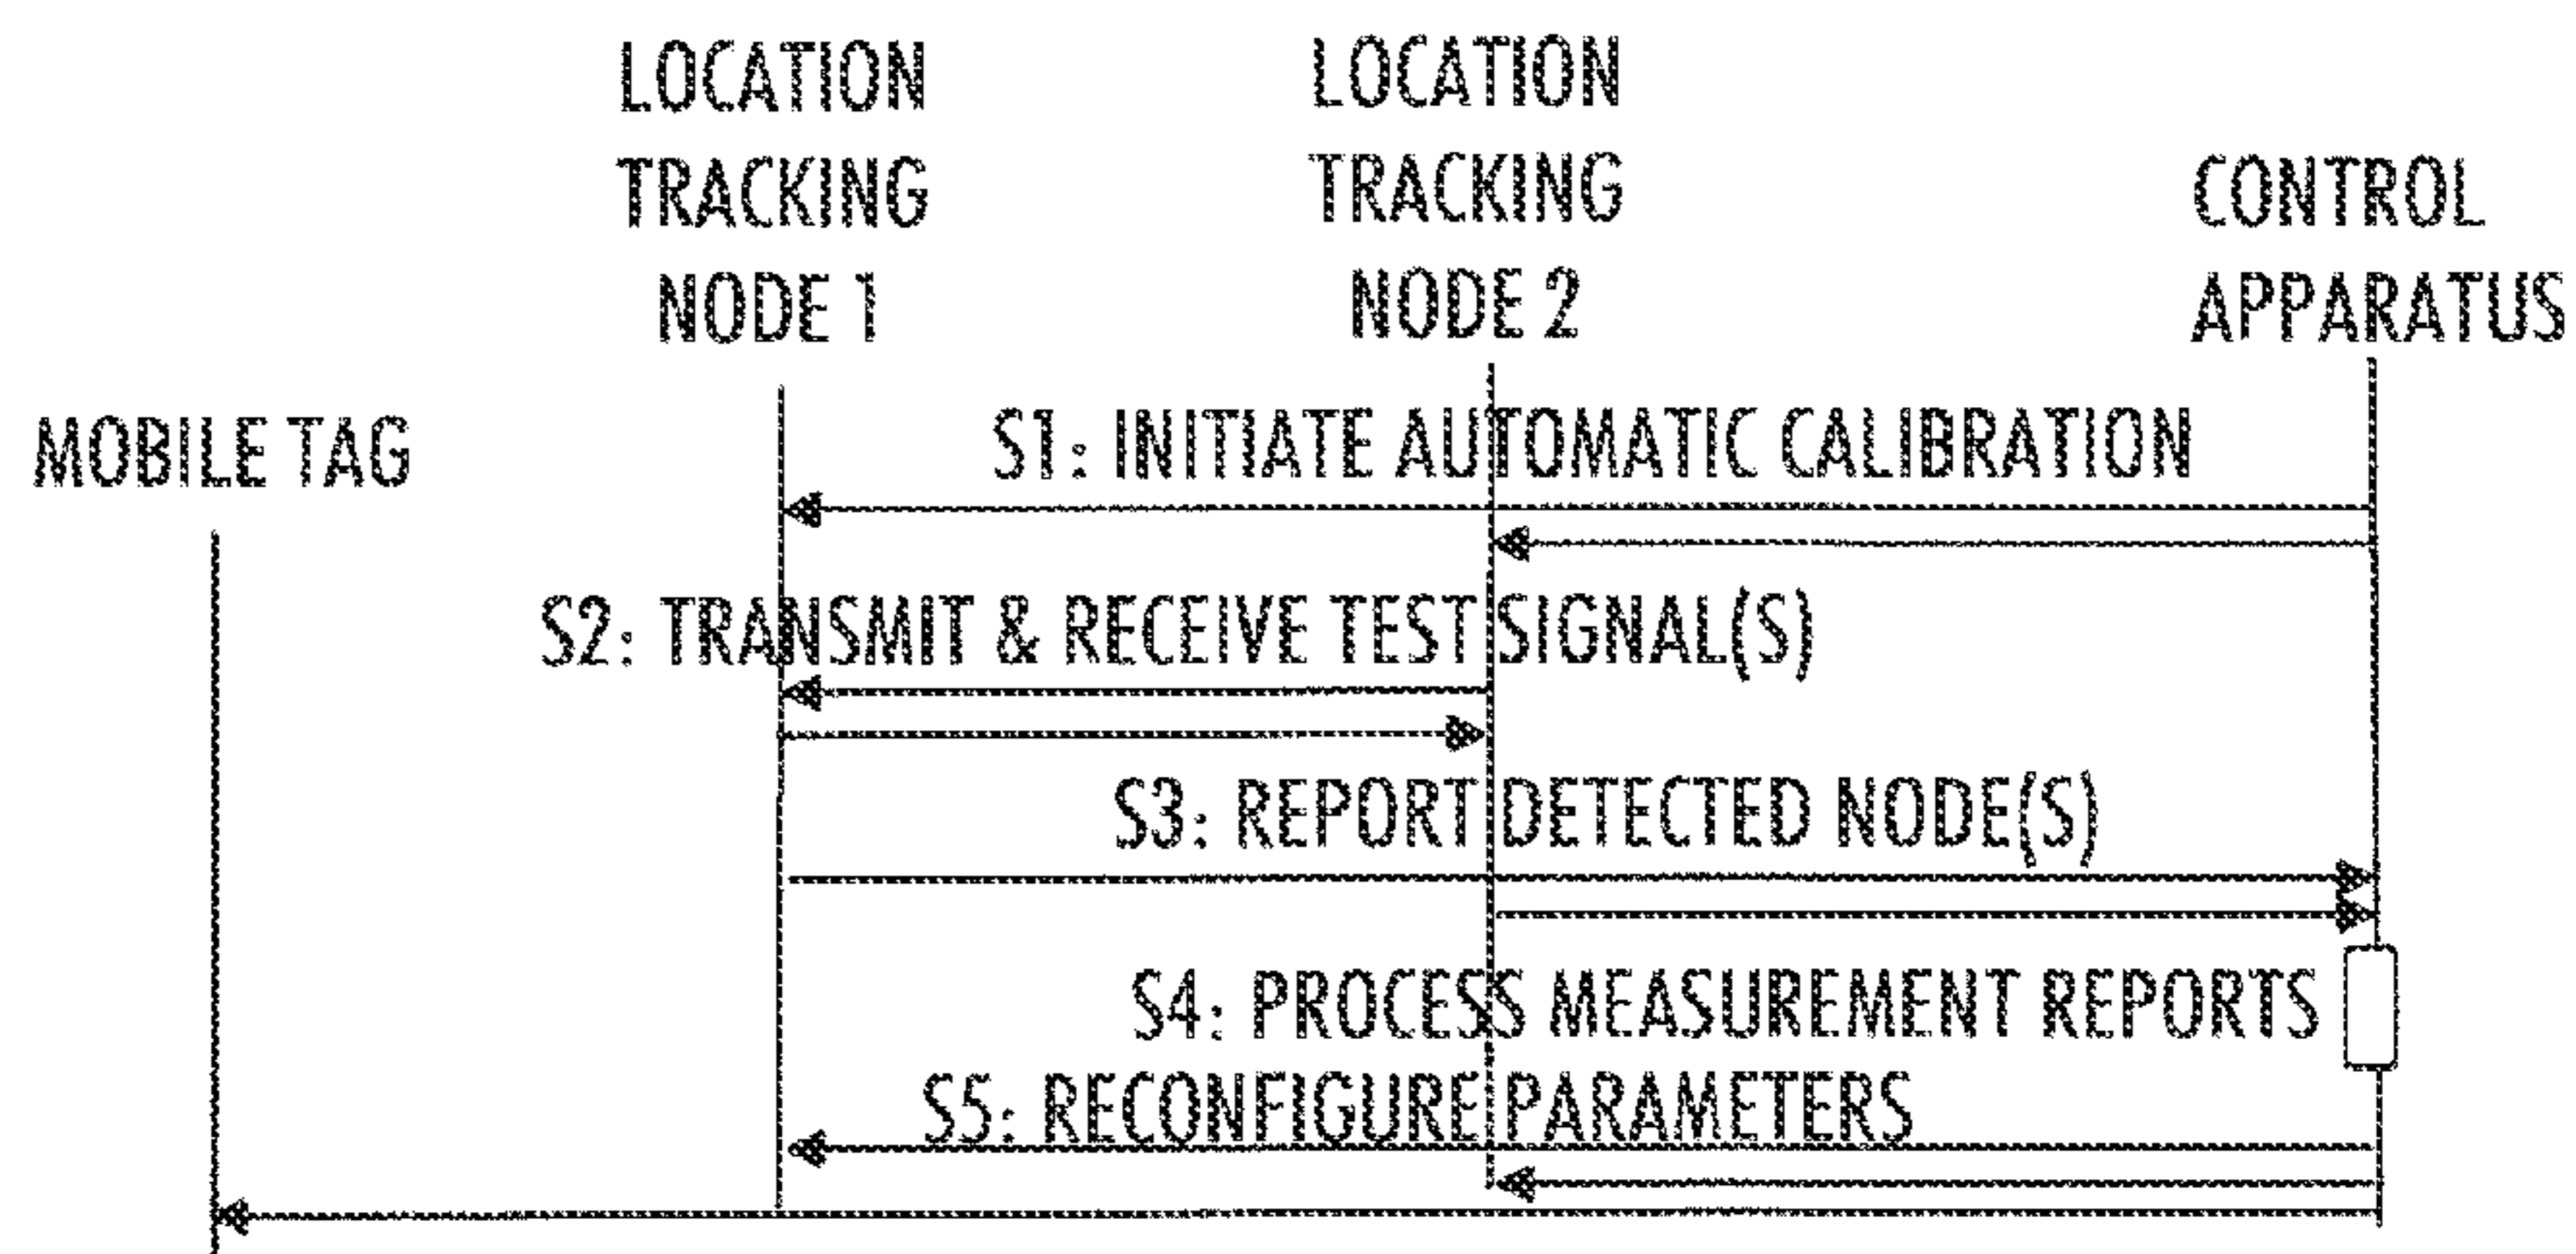 LOCATION
TRACKING
NODE 1
LOCATION
TRACKING
NODE 2
CONTROL
APPARATUS
MOBILE TAG
S1: INITIATE AUTOMATIC CALIBRATION
S2: TRANSMIT & RECEIVE TEST SIGNAL(S)
S3: REPORT DETECTED NODE(S)
S4: PROCESS MEASUREMENT REPORTS
S5: RECONFIGURE PARAMETERS